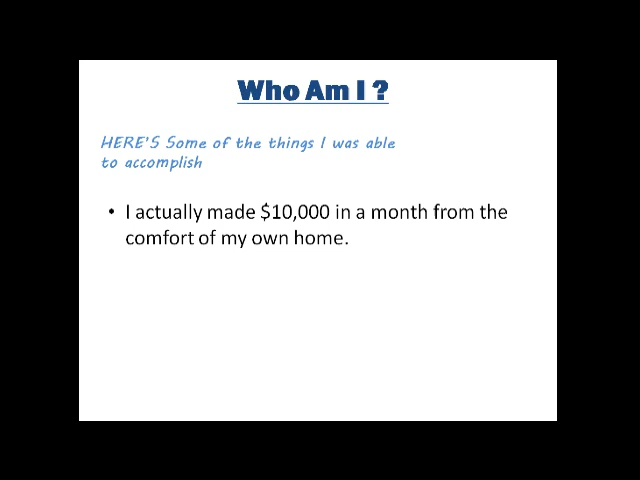 Who Am I ?
HERE'S Some of the things I was able
to accomplish
• I actually made $10,000 in a month from the
comfort of my own home.